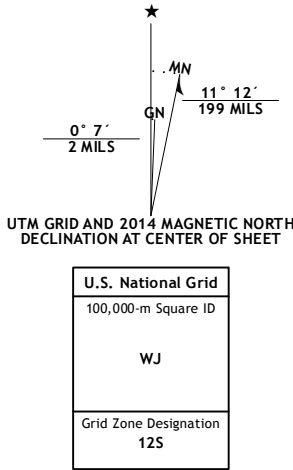 MN
GN
11° 12´
199 MILS
0° 7´
2 MILS
UTM GRID AND 2014 MAGNETIC NORTH
DECLINATION AT CENTER OF SHEET
U.S. National Grid
100,000-m Square ID
WJ
Grid Zone Designation
12S